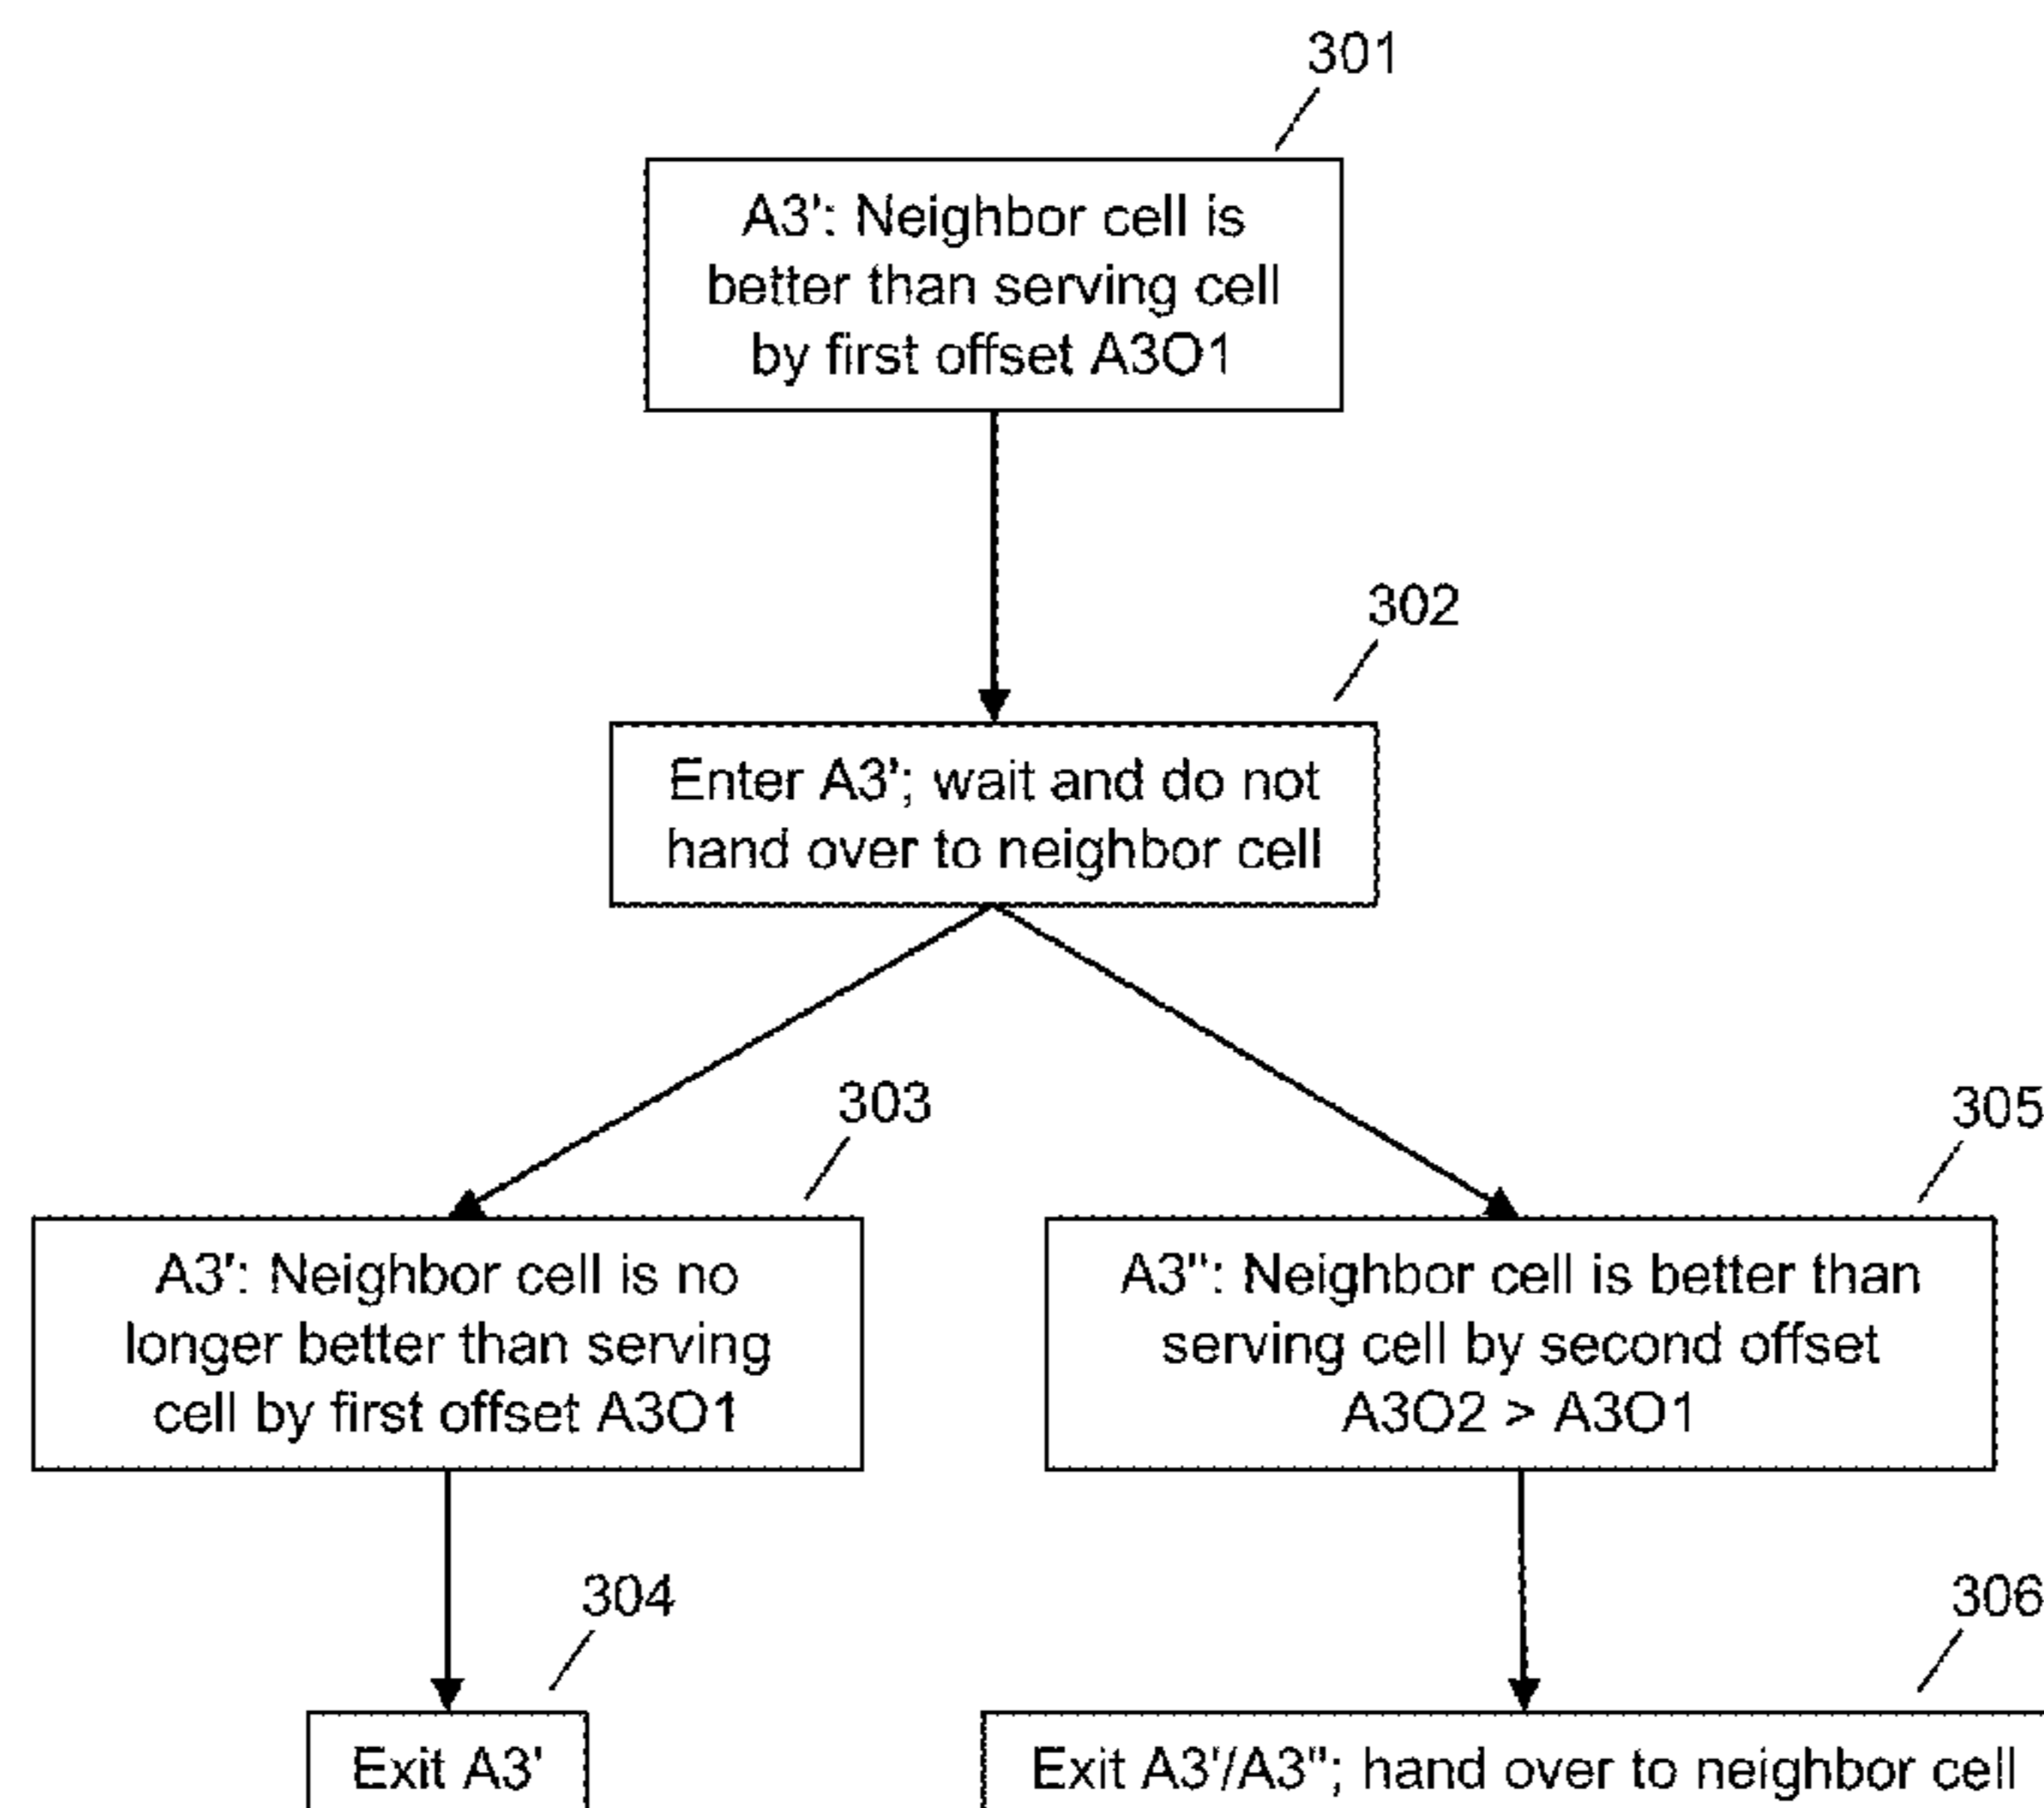 301
A3': Neighbor cell is
better than serving cell
by first offset A3O1
302
Enter A3'; wait and do not
hand over to neighbor cell
303
A3': Neighbor cell is no
longer better than serving
cell by first offset A3O1
305
A3": Neighbor cell is better than
serving cell by second offset
A3O2 > A3O1
304
Exit A3'
306
Exit A3'/A3"; hand over to neighbor cell